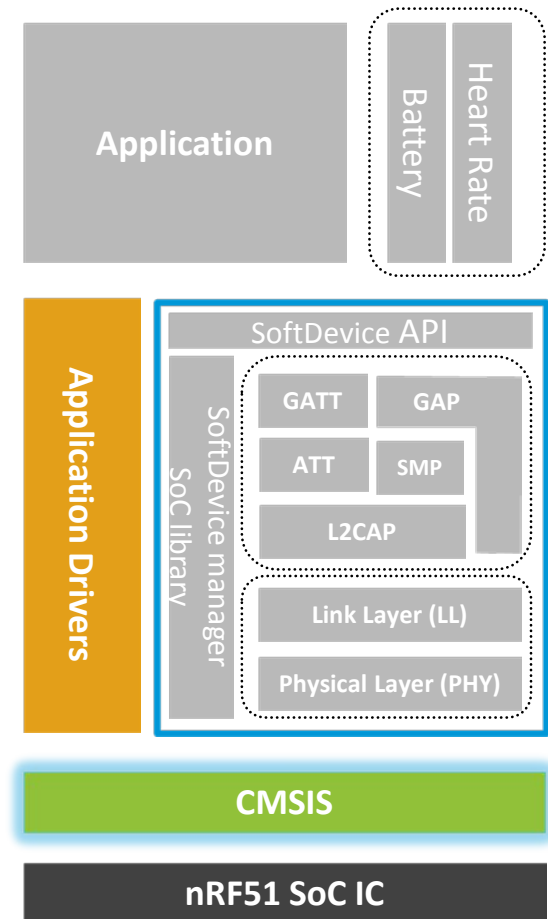 Application
Battery
Heart Rate
Application Drivers
SoftDevice API
SoftDevice manager
SoC library
GATT
GAP
ATT
SMP
L2CAP
Link Layer (LL)
Physical Layer (PHY)
CMSIS
nRF51 SoC IC